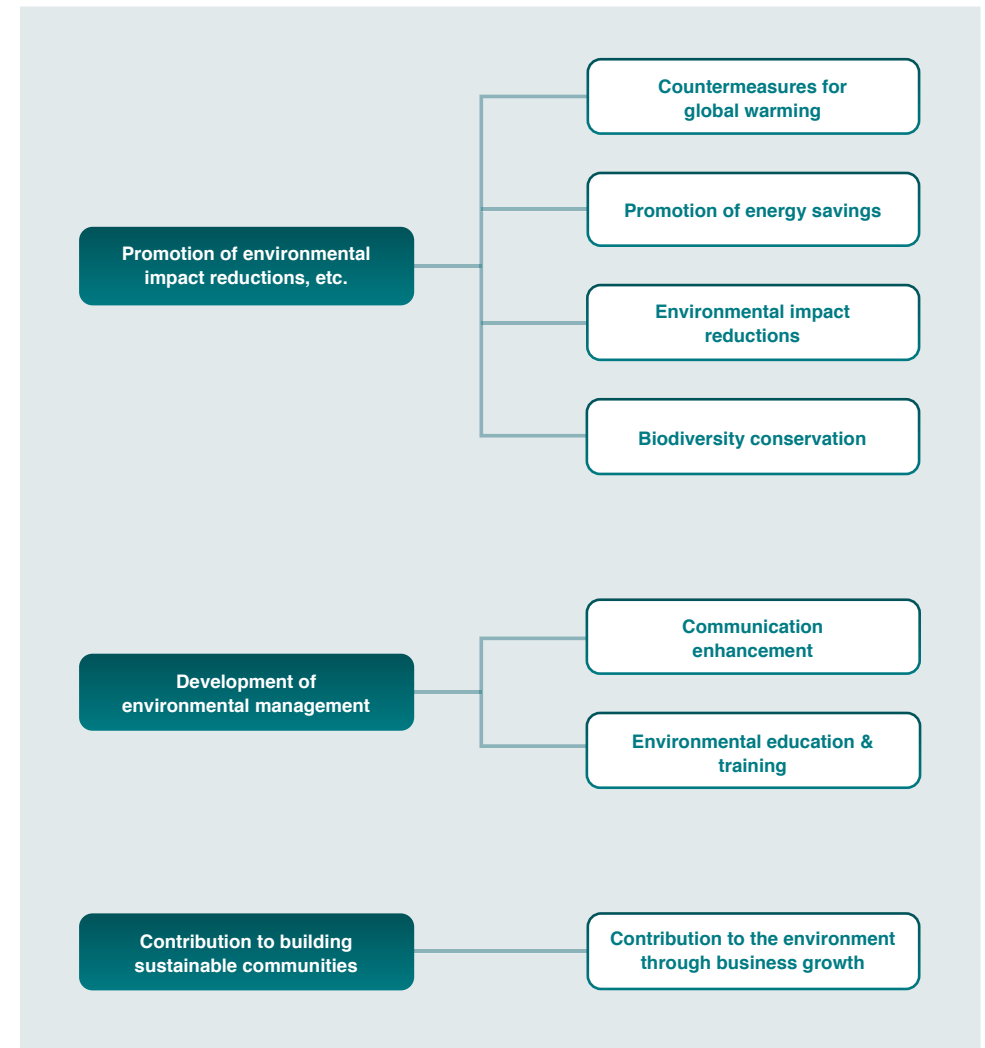 Promotion of environmental
impact reductions, etc.
Countermeasures for
global warming
Promotion of energy savings
Environmental impact
reductions
Biodiversity conservation
Development of
environmental management
Communication
enhancement
Environmental education &
training
Contribution to building
sustainable communities
Contribution to the environment
through business growth